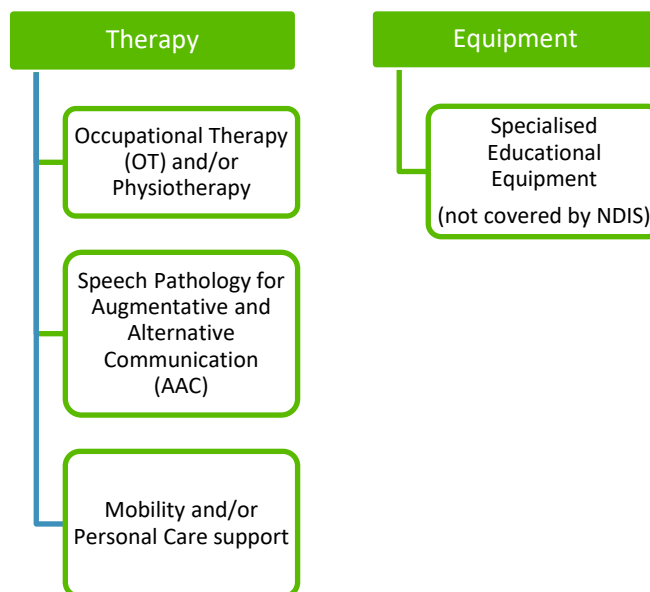 Therapy
Occupational Therapy
(OT) and/or
Physiotherapy
Speech Pathology for
Augmentative and
Alternative
Communication
(AAC)
Mobility and/or
Personal Care support
Equipment
Specialised
Educational
Equipment
(not covered by NDIS)